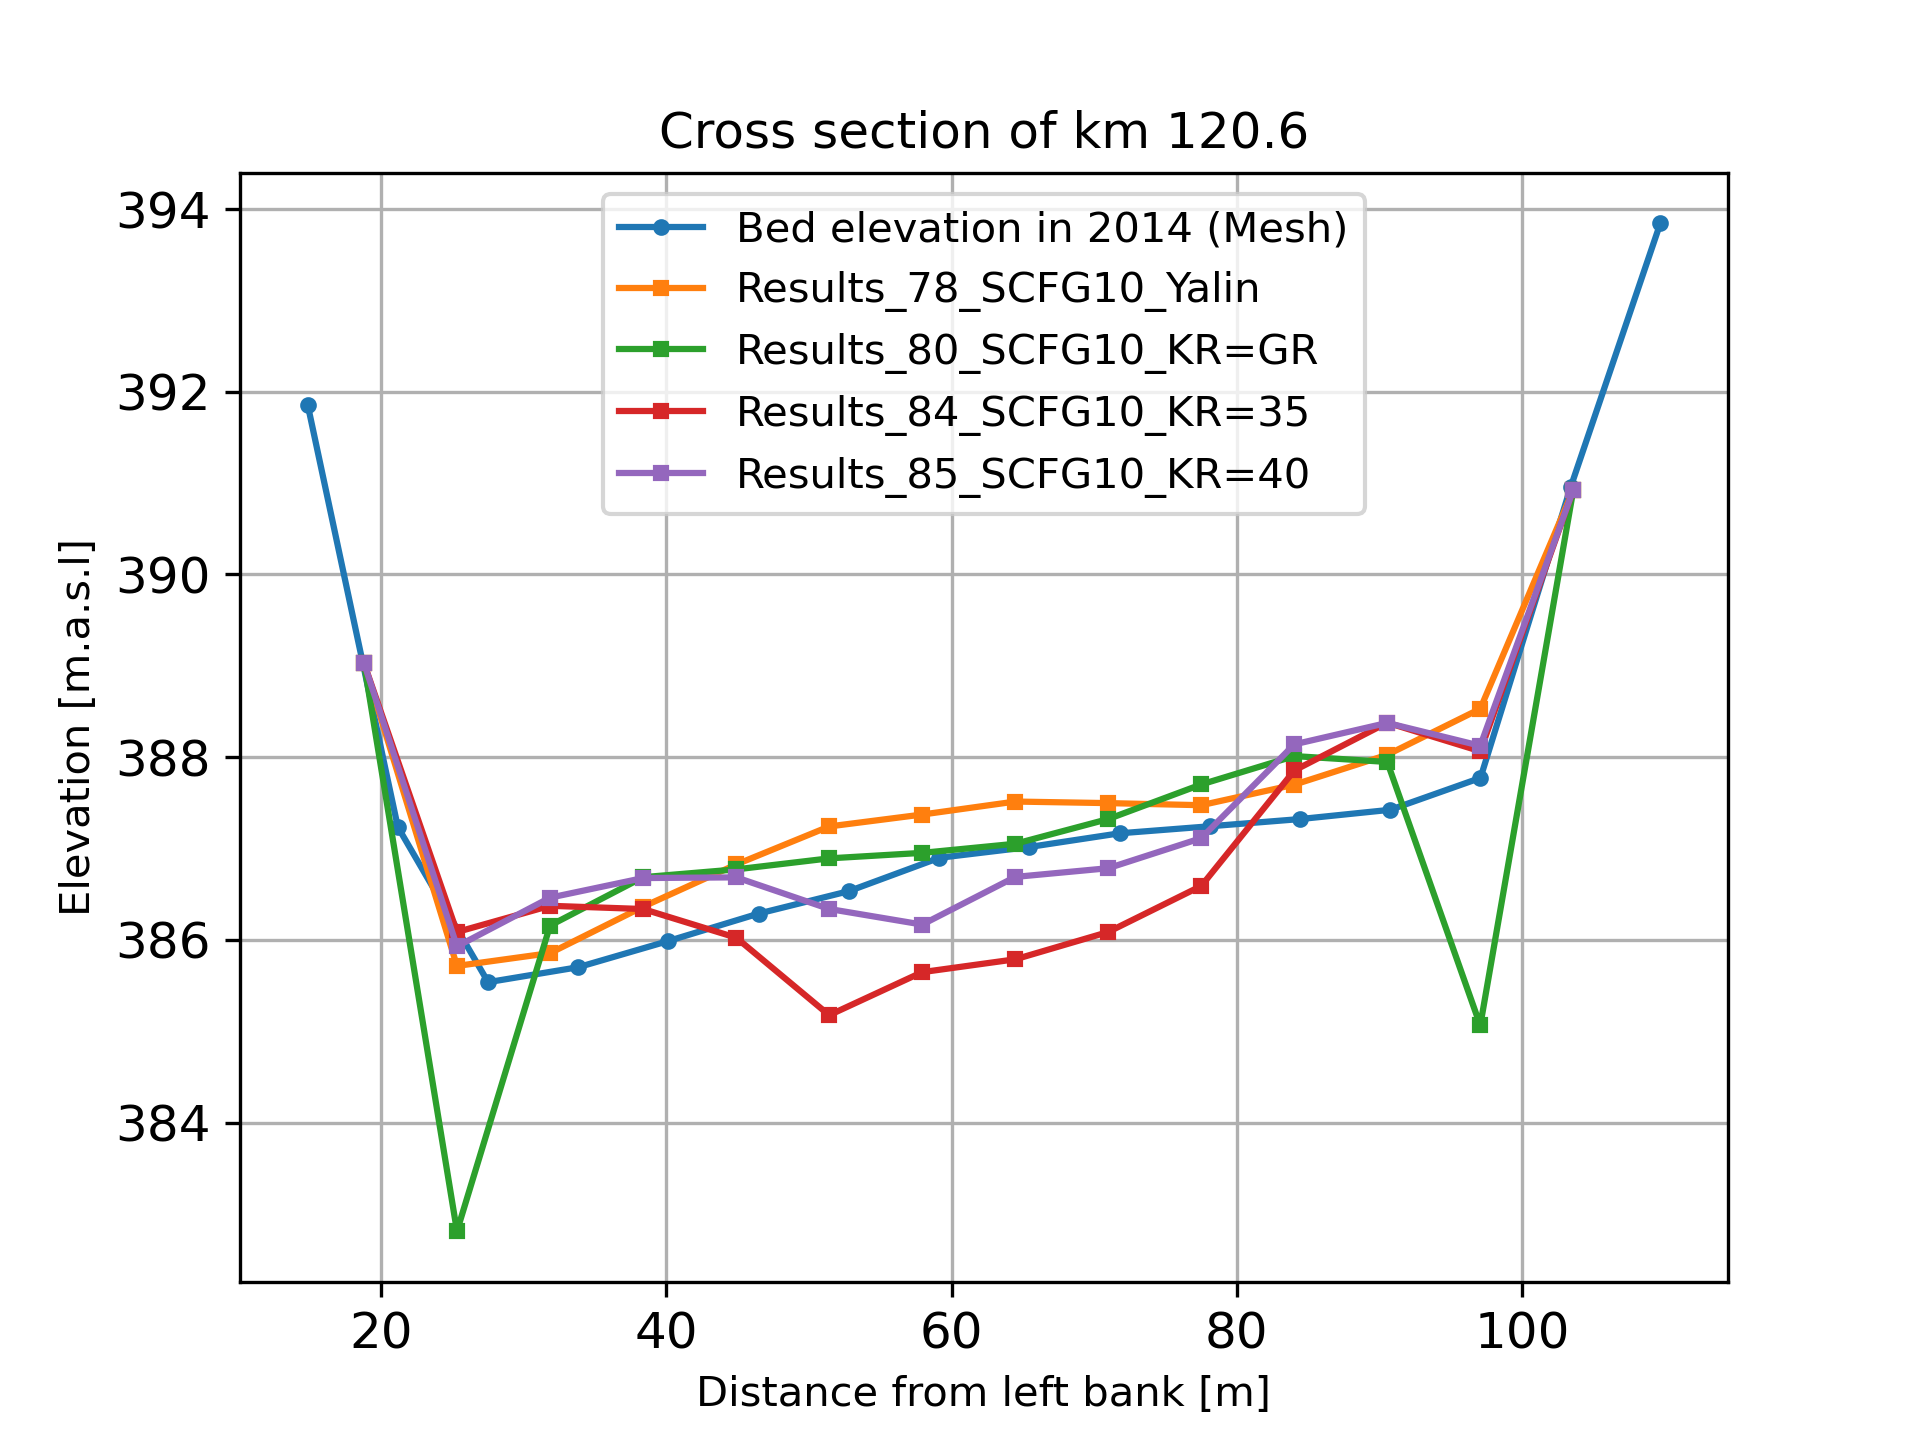 Cross section of km 120.6
394
392
390
388
386
384
Elevation [m.a.s.l]
Bed elevation in 2014 (Mesh)
Results_78_SCFG10_Yalin
Results_80_SCFG10_KR=GR
Results_84_SCFG10_KR=35
Results_85_SCFG10_KR=40
20 40 60 80 100
Distance from left bank [m]